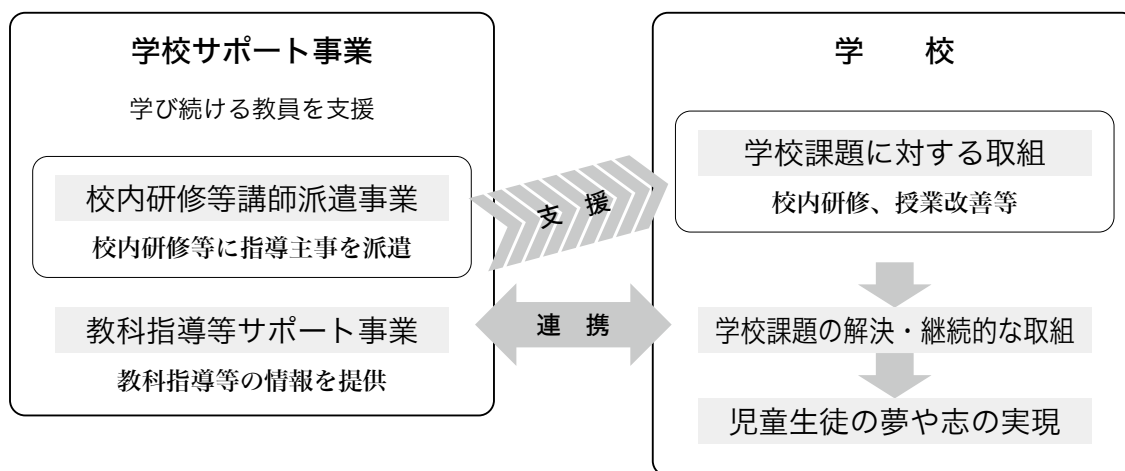 学校サポート事業
学び続ける教員を支援
校内研修等講師派遣事業
校内研修等に指導主事を派遣
教科指導等サポート事業
教科指導等の情報を提供
支援
連携
学　校
学校課題に対する取組
校内研修、授業改善等
学校課題の解決・継続的な取組
児童生徒の夢や志の実現